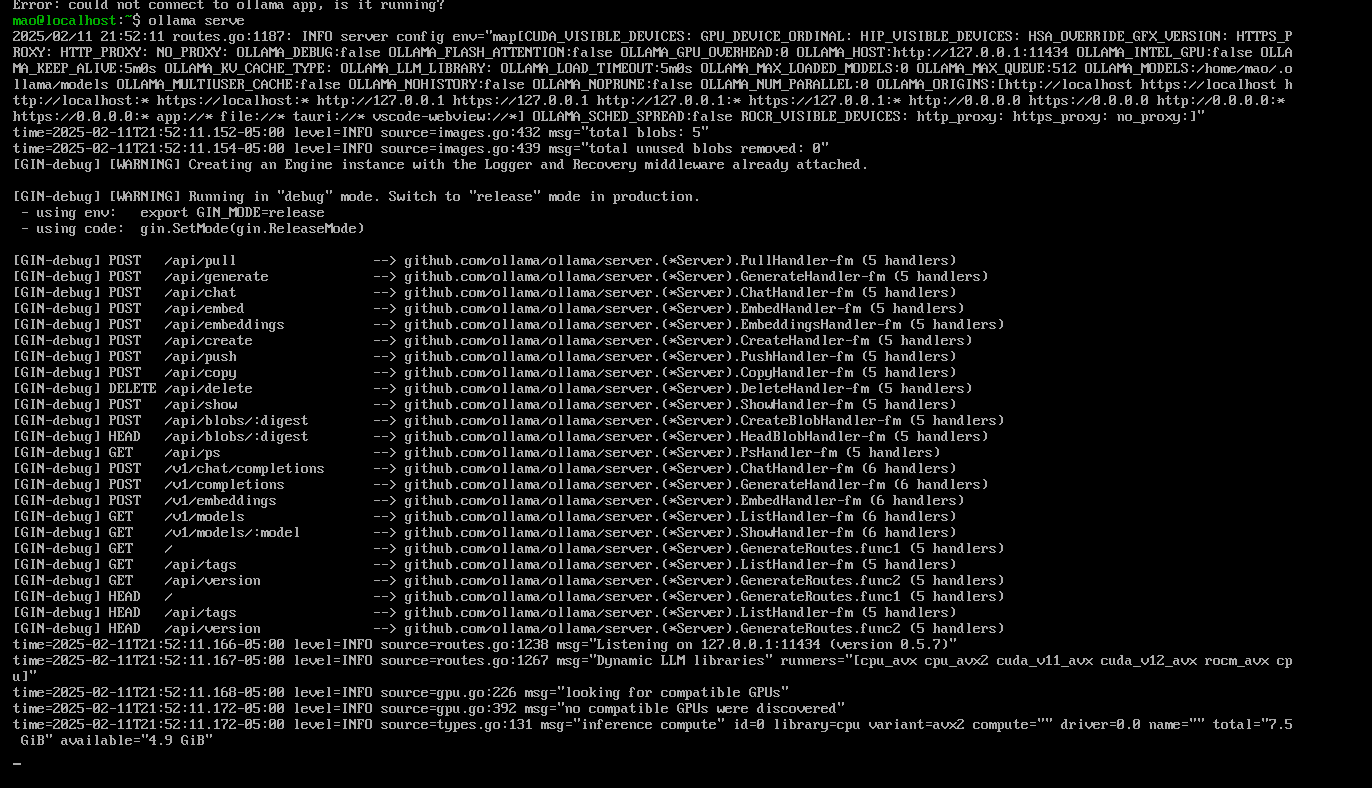 Error: could not connect to ollama app, is it running?
mao@localhost:~$ ollama serve
2025/02/11 21:52:11 routes.go:1187: INFO server config env="map[CUDA_VISIBLE_DEVICES: GPU_DEVICE_ORDINAL: HIP_VISIBLE_DEVICES: HSA_OVERRIDE_GFX_VERSION: HTTPS_P
ROXY: HTTP_PROXY: NO_PROXY: OLLAMA_DEBUG:false OLLAMA_FLASH_ATTENTION:false OLLAMA_GPU_OVERHEAD:0 OLLAMA_HOST:http://127.0.0.1:11434 OLLAMA_INTEL_GPU:false OLLA
MA_KEEP_ALIVE:5m0s OLLAMA_KV_CACHE_TYPE: OLLAMA_LLM_LIBRARY: OLLAMA_LOAD_TIMEOUT:5m0s OLLAMA_MAX_LOADED_MODELS:0 OLLAMA_MAX_QUEUE:512 OLLAMA_MODELS:/home/mao/.o
llama/models OLLAMA_MULTIUSER_CACHE:false OLLAMA_NOHISTORY:false OLLAMA_NOPRUNE:false OLLAMA_NUM_PARALLEL:0 OLLAMA_ORIGINS:[http://localhost https://localhost h
ttp://localhost:* https://localhost:* http://127.0.0.1 https://127.0.0.1 http://127.0.0.1:* https://127.0.0.1:* http://0.0.0.0 https://0.0.0.0 http://0.0.0.0:*
https://0.0.0.0:* app://* file://* tauri://* vscode-webview://*] OLLAMA_SCHED_SPREAD:false ROCR_VISIBLE_DEVICES: http_proxy: https_proxy: no_proxy:]"
time=2025-02-11T21:52:11.152-05:00 level=INFO source=images.go:432 msg="total blobs: 5"
time=2025-02-11T21:52:11.154-05:00 level=INFO source=images.go:439 msg="total unused blobs removed: 0"
[GIN-debug] [WARNING] Creating an Engine instance with the Logger and Recovery middleware already attached.
[GIN-debug] [WARNING] Running in "debug" mode. Switch to "release" mode in production.
- using env:   export GIN_MODE=release
- using code:  gin.SetMode(gin.ReleaseMode)
[GIN-debug] POST   /api/pull                 --> github.com/ollama/ollama/server.(*Server).PullHandler-fm (5 handlers)
[GIN-debug] POST   /api/generate             --> github.com/ollama/ollama/server.(*Server).GenerateHandler-fm (5 handlers)
[GIN-debug] POST   /api/chat                 --> github.com/ollama/ollama/server.(*Server).ChatHandler-fm (5 handlers)
[GIN-debug] POST   /api/embed                --> github.com/ollama/ollama/server.(*Server).EmbedHandler-fm (5 handlers)
[GIN-debug] POST   /api/embeddings           --> github.com/ollama/ollama/server.(*Server).EmbeddingsHandler-fm (5 handlers)
[GIN-debug] POST   /api/create               --> github.com/ollama/ollama/server.(*Server).CreateHandler-fm (5 handlers)
[GIN-debug] POST   /api/push                 --> github.com/ollama/ollama/server.(*Server).PushHandler-fm (5 handlers)
[GIN-debug] POST   /api/copy                 --> github.com/ollama/ollama/server.(*Server).CopyHandler-fm (5 handlers)
[GIN-debug] DELETE /api/delete               --> github.com/ollama/ollama/server.(*Server).DeleteHandler-fm (5 handlers)
[GIN-debug] POST   /api/show                 --> github.com/ollama/ollama/server.(*Server).ShowHandler-fm (5 handlers)
[GIN-debug] POST   /api/blobs/:digest        --> github.com/ollama/ollama/server.(*Server).CreateBlobHandler-fm (5 handlers)
[GIN-debug] HEAD   /api/blobs/:digest        --> github.com/ollama/ollama/server.(*Server).HeadBlobHandler-fm (5 handlers)
[GIN-debug] GET    /api/ps                   --> github.com/ollama/ollama/server.(*Server).PsHandler-fm (5 handlers)
[GIN-debug] POST   /v1/chat/completions      --> github.com/ollama/ollama/server.(*Server).ChatHandler-fm (6 handlers)
[GIN-debug] POST   /v1/completions           --> github.com/ollama/ollama/server.(*Server).GenerateHandler-fm (6 handlers)
[GIN-debug] POST   /v1/embeddings            --> github.com/ollama/ollama/server.(*Server).EmbedHandler-fm (6 handlers)
[GIN-debug] GET    /v1/models                --> github.com/ollama/ollama/server.(*Server).ListHandler-fm (6 handlers)
[GIN-debug] GET    /v1/models/:model         --> github.com/ollama/ollama/server.(*Server).ShowHandler-fm (6 handlers)
[GIN-debug] GET    /                         --> github.com/ollama/ollama/server.(*Server).GenerateRoutes.func1 (5 handlers)
[GIN-debug] GET    /api/tags                 --> github.com/ollama/ollama/server.(*Server).ListHandler-fm (5 handlers)
[GIN-debug] GET    /api/version              --> github.com/ollama/ollama/server.(*Server).GenerateRoutes.func2 (5 handlers)
[GIN-debug] HEAD   /                         --> github.com/ollama/ollama/server.(*Server).GenerateRoutes.func1 (5 handlers)
[GIN-debug] HEAD   /api/tags                 --> github.com/ollama/ollama/server.(*Server).ListHandler-fm (5 handlers)
[GIN-debug] HEAD   /api/version              --> github.com/ollama/ollama/server.(*Server).GenerateRoutes.func2 (5 handlers)
time=2025-02-11T21:52:11.166-05:00 level=INFO source=routes.go:1238 msg="Listening on 127.0.0.1:11434 (version 0.5.7)"
time=2025-02-11T21:52:11.167-05:00 level=INFO source=routes.go:1267 msg="Dynamic LLM libraries" runners="[cpu_avx cpu_avx2 cuda_v11_avx cuda_v12_avx rocm_avx cp
u]"
time=2025-02-11T21:52:11.168-05:00 level=INFO source=gpu.go:226 msg="looking for compatible GPUs"
time=2025-02-11T21:52:11.172-05:00 level=INFO source=gpu.go:392 msg="no compatible GPUs were discovered"
time=2025-02-11T21:52:11.172-05:00 level=INFO source=types.go:131 msg="inference compute" id=0 library=cpu variant=avx2 compute="" driver=0.0 name="" total="7.5
GiB" available="4.9 GiB"